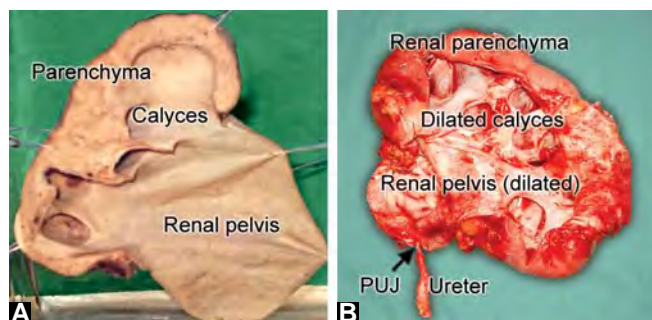 Parenchyma
Calyces
Renal pelvis
A
Renal parenchyma
Dilated calyces
Renal pelvis (dilated)
PUJ Ureter
B